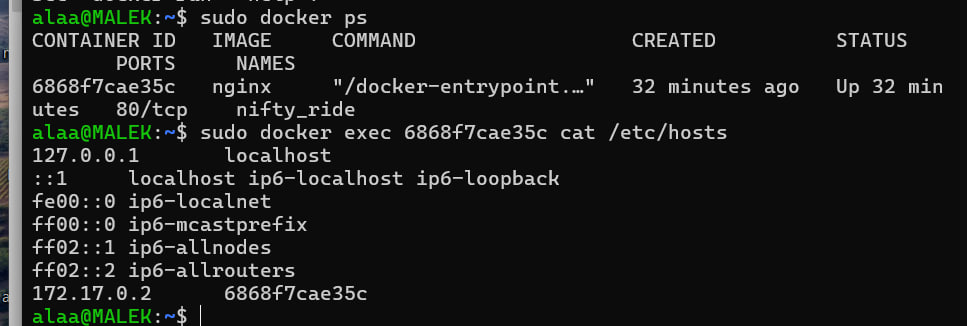 alaa@MALEK:~$ sudo docker ps
CONTAINER ID   IMAGE     COMMAND                  CREATED          STATUS
       PORTS     NAMES
6868f7cae35c   nginx     "/docker-entrypoint.…"   32 minutes ago   Up 32 min
utes   80/tcp    nifty_ride
alaa@MALEK:~$ sudo docker exec 6868f7cae35c cat /etc/hosts
127.0.0.1       localhost
::1     localhost ip6-localhost ip6-loopback
fe00::0 ip6-localnet
ff00::0 ip6-mcastprefix
ff02::1 ip6-allnodes
ff02::2 ip6-allrouters
172.17.0.2      6868f7cae35c
alaa@MALEK:~$